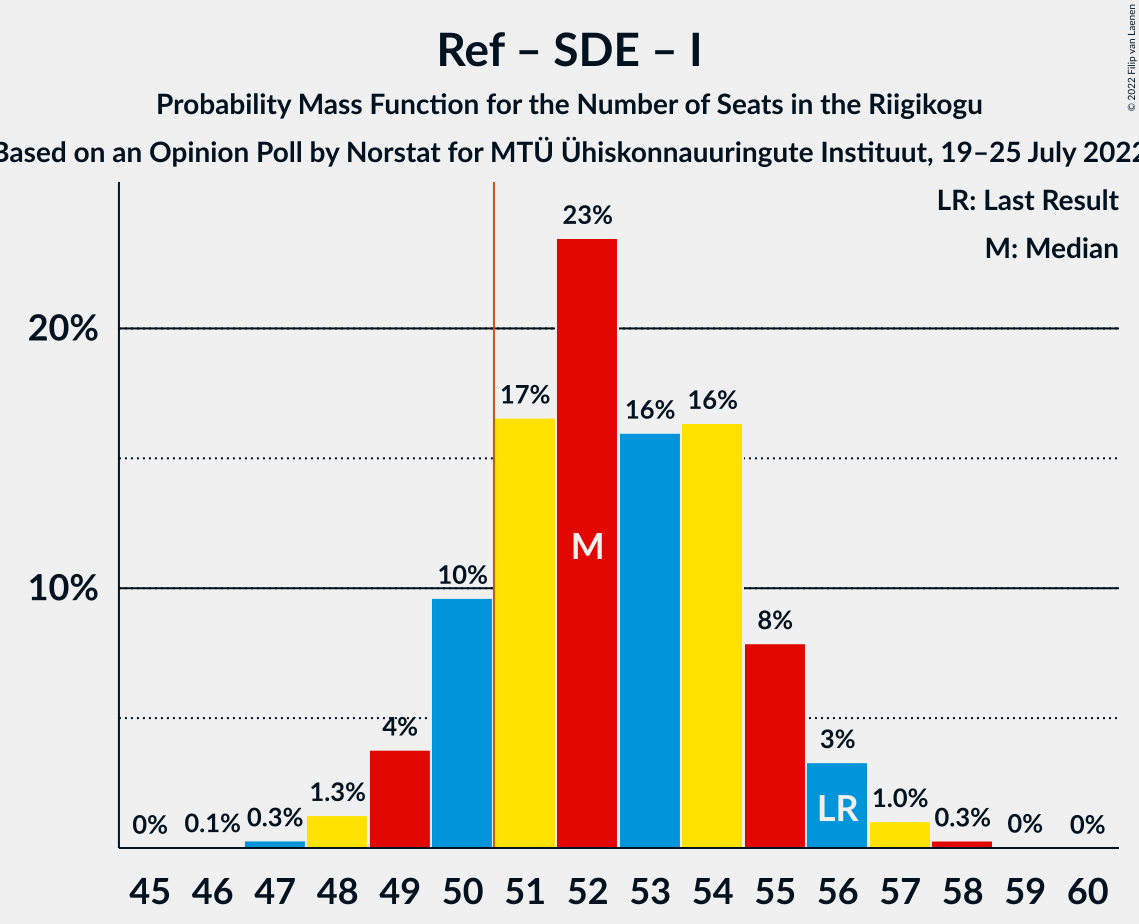 Ref – SDE – I
Probability Mass Function for the Number of Seats in the Riigikogu
Based on an Opinion Poll by Norstat for MTÜ Ühiskonnauuringute Instituut, 19–25 July 2022
© 2022 Filip van Laenen
LR: Last Result
M: Median
20%
10%
0%
0.1%
0.3%
1.3%
4%
10%
17%
23%
16%
16%
8%
3%
1.0%
0.3%
0%
0%
M
LR
45 46 47 48 49 50 51 52 53 54 55 56 57 58 59 60